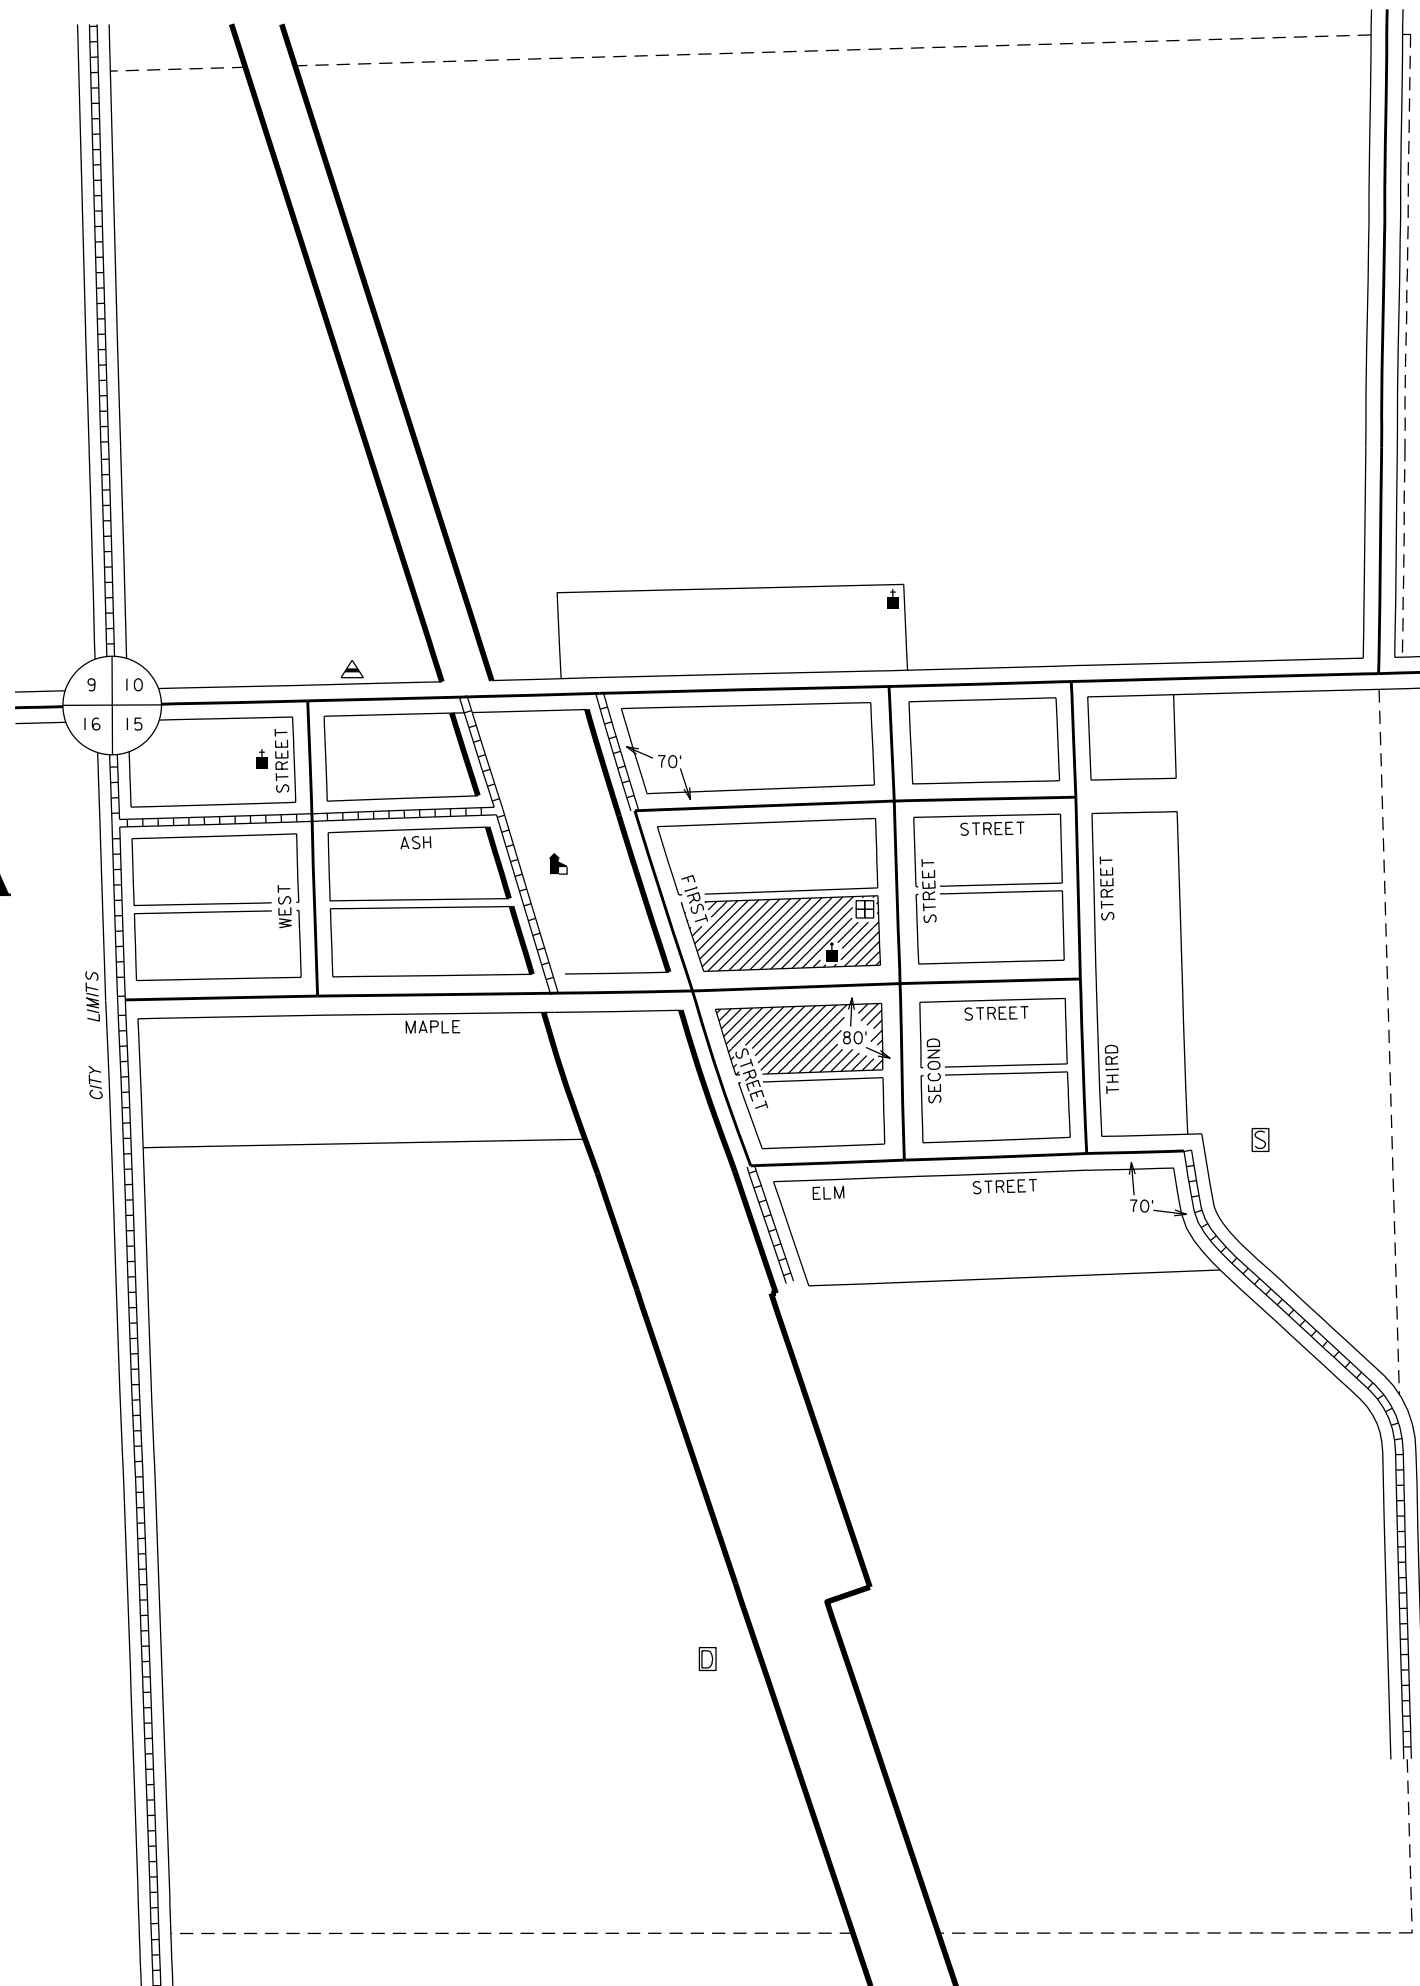 9 10
16 15
STREET
70'
STREET
ASH
STREET
STREET
FIRST
WEST
LIMITS
STREET
MAPLE
80'
SECOND
THIRD
CITY
STREET
S
ELM
STREET
70'
D